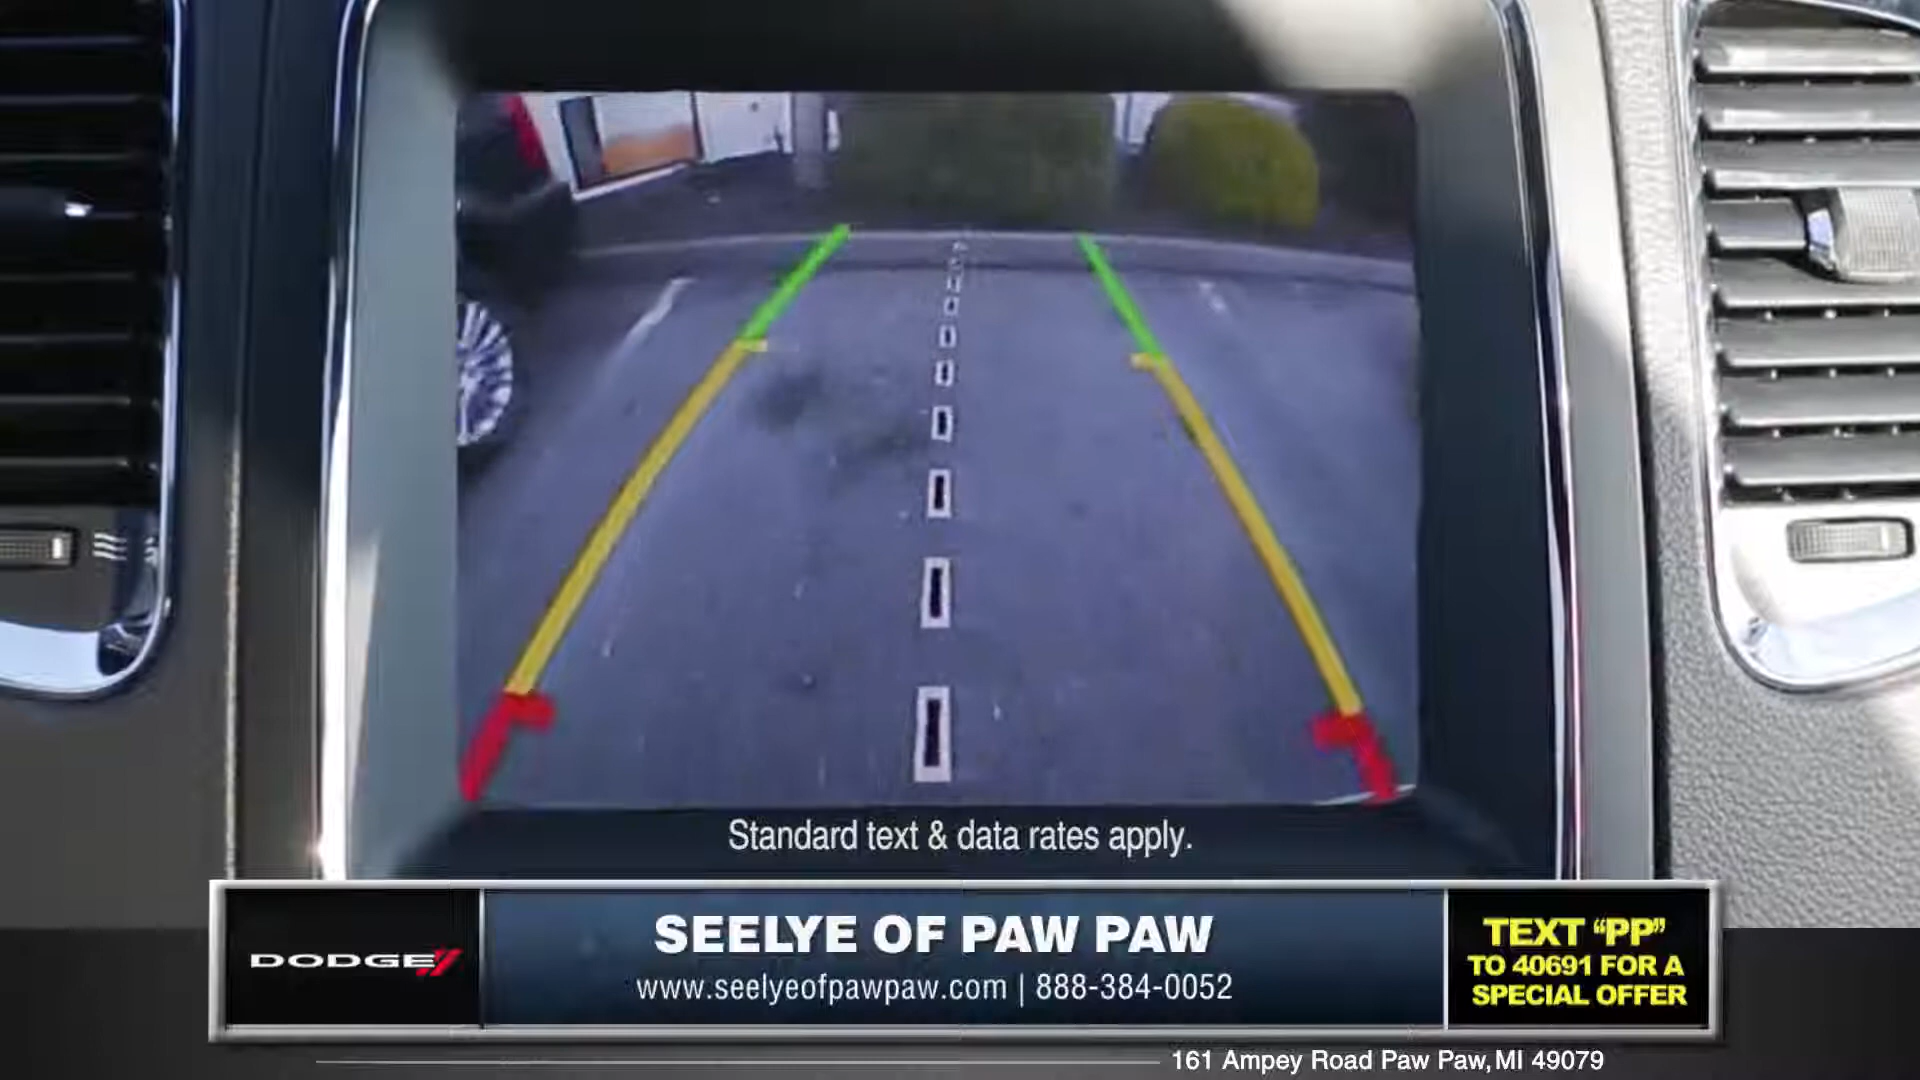 Standard text & data rates apply.
DODGE
SEELYE OF PAW PAW
www.seelyeofpawpaw.com | 888-384-0052
TEXT “PP”
TO 40691 FOR A
SPECIAL OFFER
161 Ampey Road Paw Paw, MI 49079